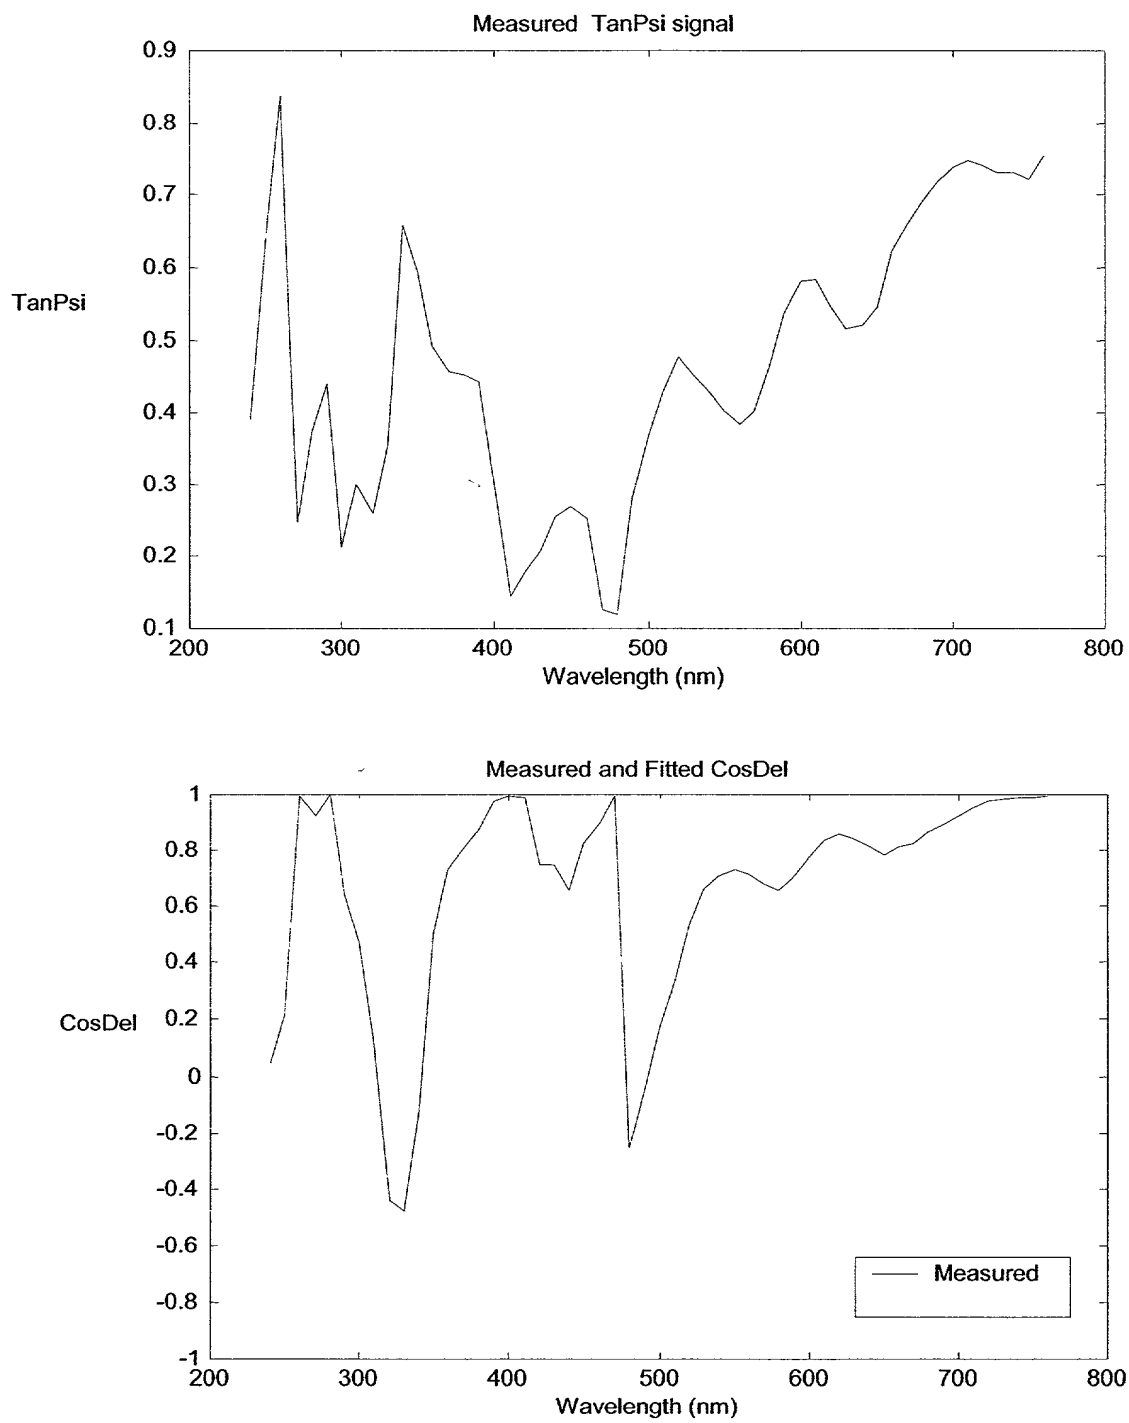 Measured TanPsi signal
0.9
0.8
0.7
0.6
0.5
0.4
0.3
0.2
0.1
TanPsi
200 300 400 500 600 700 800
Wavelength (nm)
Measured and Fitted CosDel
1
0.8
0.6
0.4
0.2
0
-0.2
-0.4
-0.6
-0.8
-1
CosDel
Measured
200 300 400 500 600 700 800
Wavelength (nm)